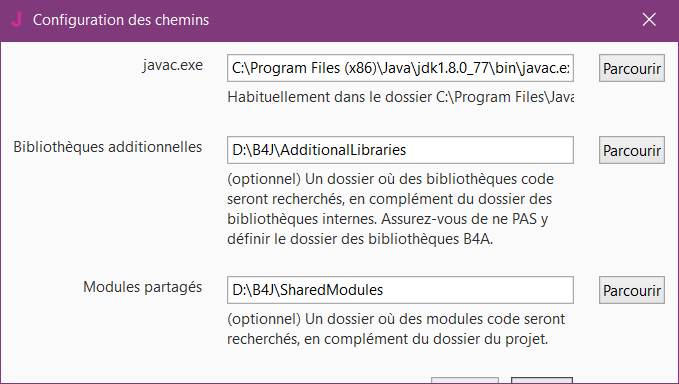 J Configuration des chemins
javac.exe
C:\Program Files (x86)\Java\jdk1.8.0_77\bin\javac.ex
Parcourir
Habituellement dans le dossier C:\Program Files\Java
Bibliothèques additionnelles
D:\B4J\AdditionalLibraries
Parcourir
(optionnel) Un dossier où des bibliothèques code
seront recherchés, en complément du dossier des
bibliothèques internes. Assurez-vous de ne PAS y
définir le dossier des bibliothèques B4A.
Modules partagés
D:\B4J\SharedModules
Parcourir
(optionnel) Un dossier où des modules code seront
recherchés, en complément du dossier du projet.